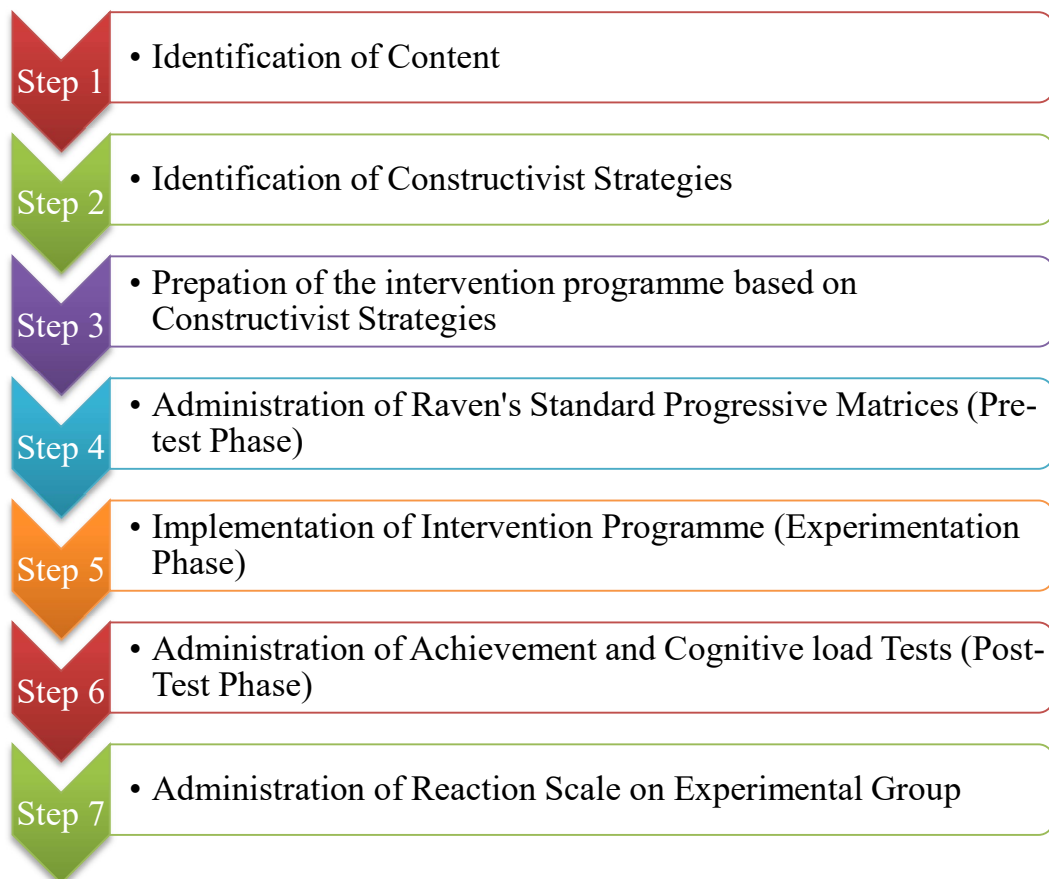 Step 1
• Identification of Content
Step 2
• Identification of Constructivist Strategies
Step 3
• Prepation of the intervention programme based on
Constructivist Strategies
Step 4
• Administration of Raven's Standard Progressive Matrices (Pre-
test Phase)
Step 5
• Implementation of Intervention Programme (Experimentation
Phase)
Step 6
• Administration of Achievement and Cognitive load Tests (Post-
Test Phase)
Step 7
• Administration of Reaction Scale on Experimental Group